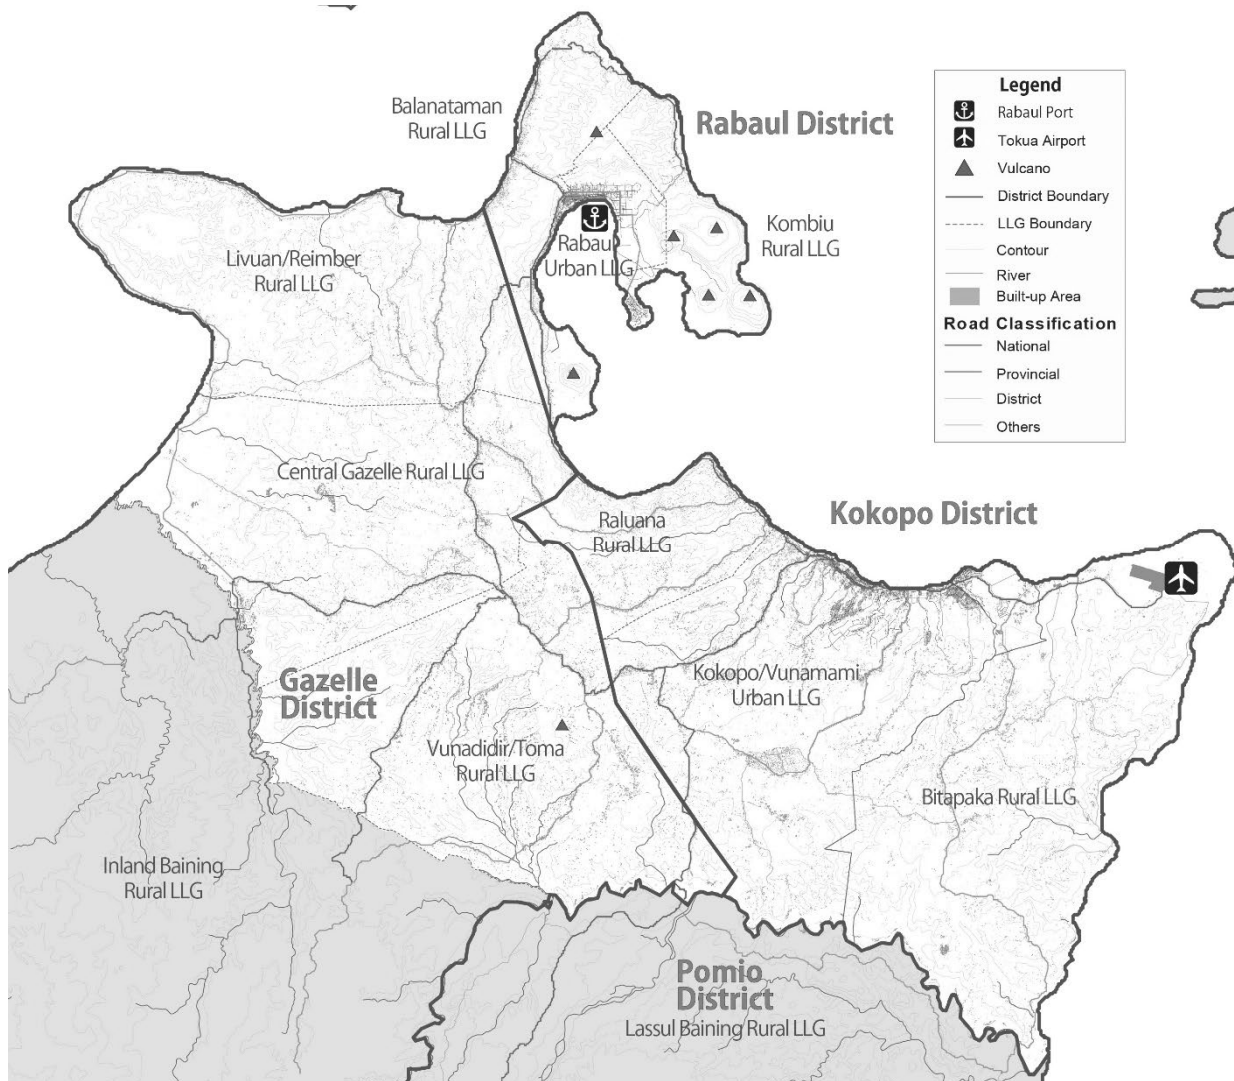 Balanataman
Rural LLG
Rabaul District
Legend
Rabaul Port
Tokua Airport
Vulcano
District Boundary
LLG Boundary
Contour
River
Built-up Area
Road Classification
National
Provincial
District
Others
Kombiu
Rural LLG
Rabaul
Urban LLG
Livuan/Reimber
Rural LLG
Central Gazelle Rural LLG
Raluana
Rural LLG
Kokopo District
Gazelle
District
Kokopo/Vunamami
Urban LLG
Vunadidir/Toma
Rural LLG
Bitapaka Rural LLG
Inland Baining
Rural LLG
Pomio
District
Lassul Baining Rural LLG